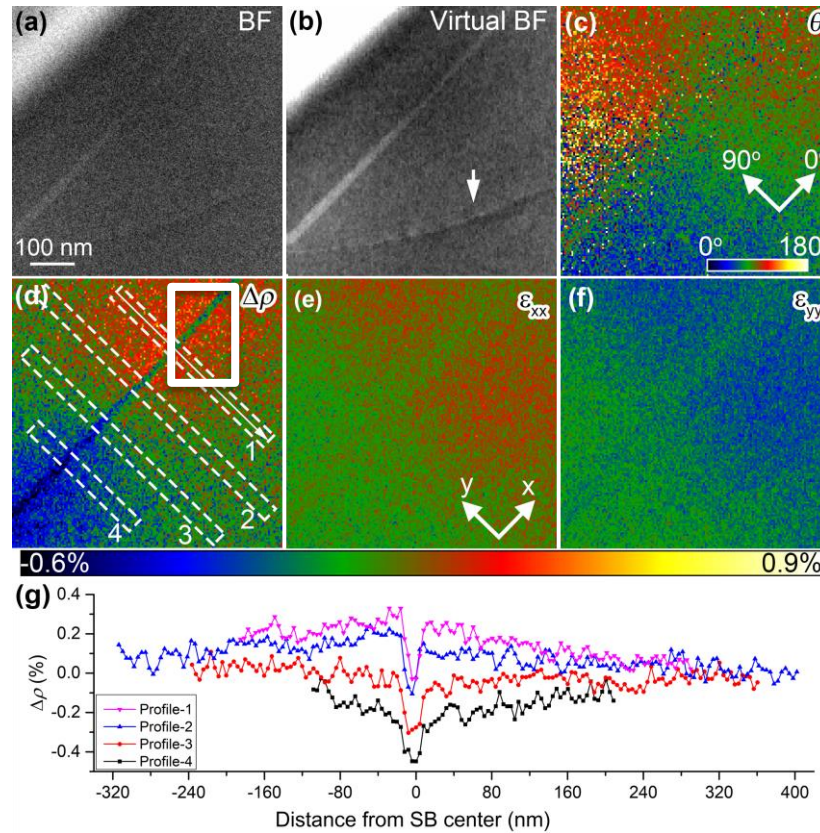 (a) BF
(b) Virtual BF
(c) θ
100 nm
90° 0°
0° 180
(d) Δρ
(e) εxx
(f) εyy
1
2
3
4
y x
-0.6% 0.9%
(g)
0.4
0.2
0.0
-0.2
-0.4
Δρ (%)
Profile-1
Profile-2
Profile-3
Profile-4
-320 -240 -160 -80 0 80 160 240 320 400
Distance from SB center (nm)